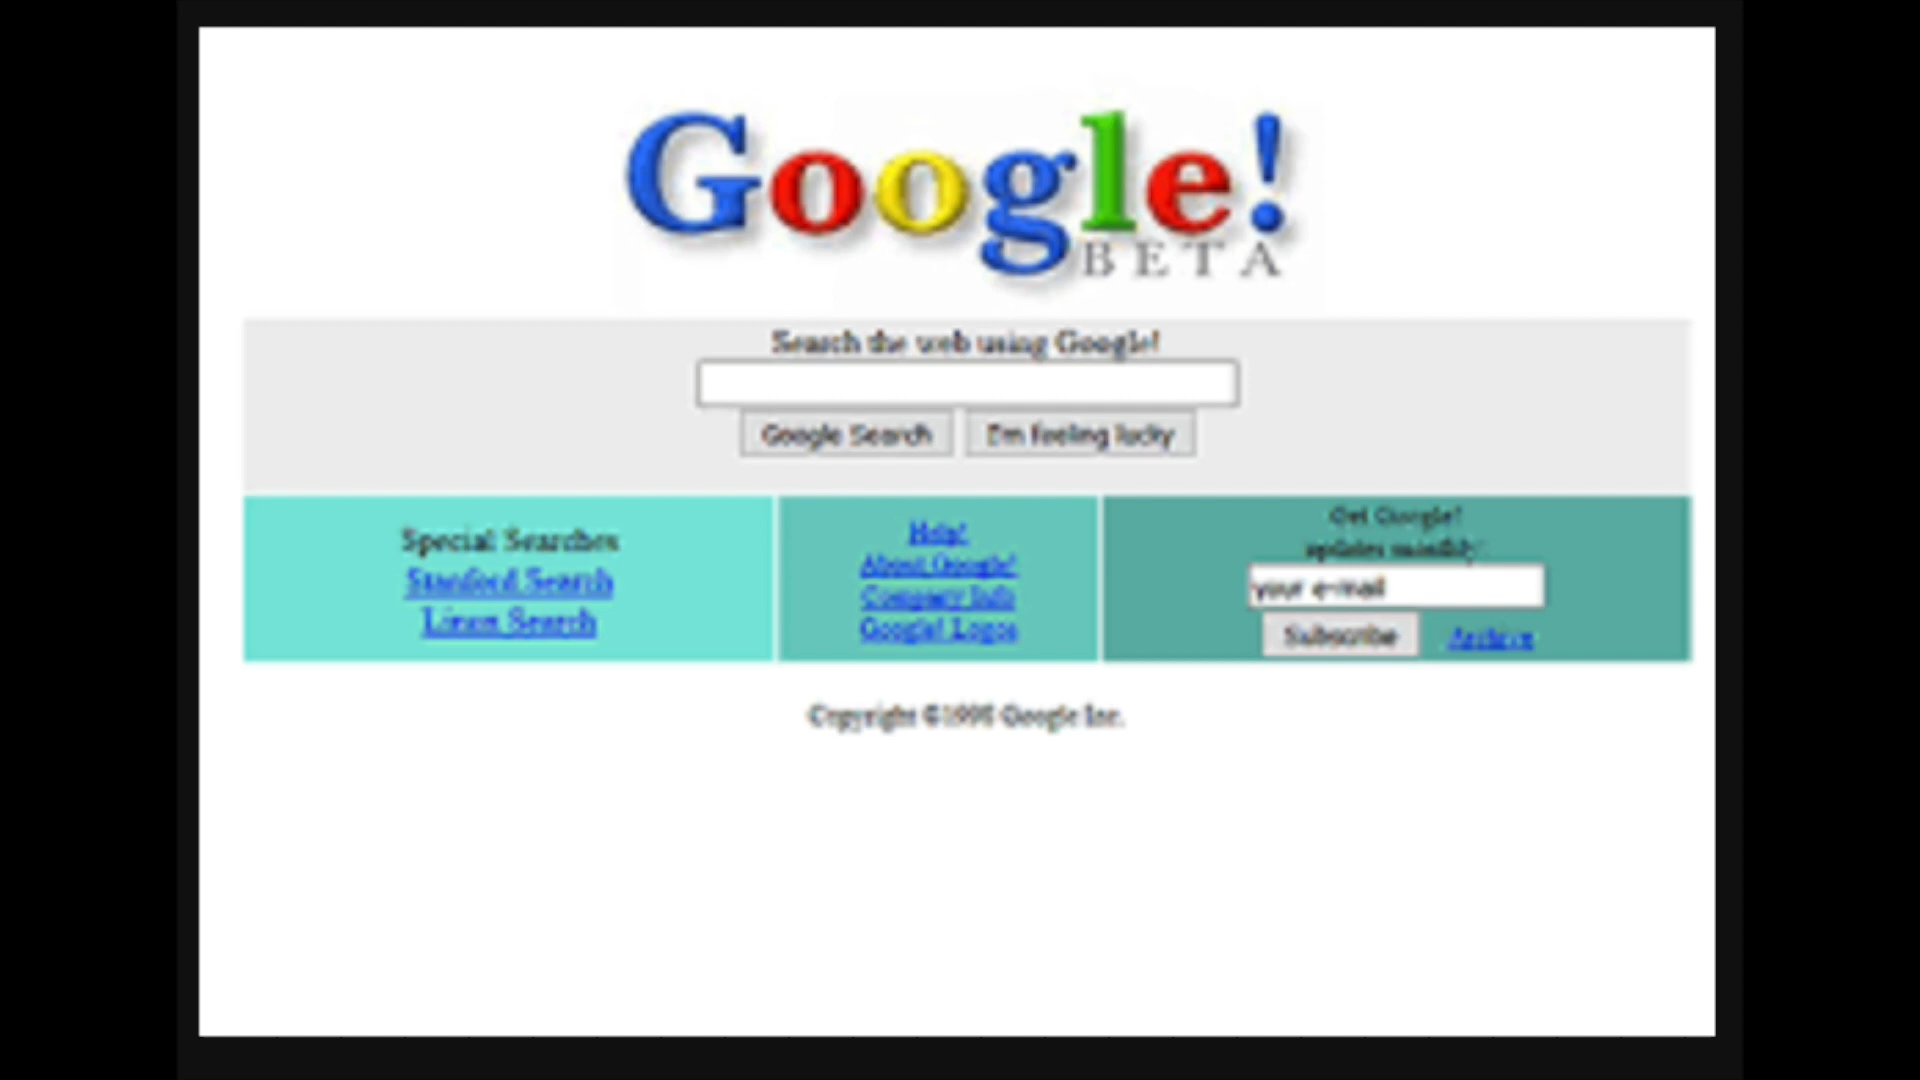 Google!
BETA
Search the web using Google!
Google Search
I'm feeling lucky
Special Searches
Stanford Search
Linux Search
Help!
About Google!
Company Info
Google! Logos
Get Google!
updates monthly!
your e-mail
Subscribe
Archive
Copyright ©1998 Google Inc.